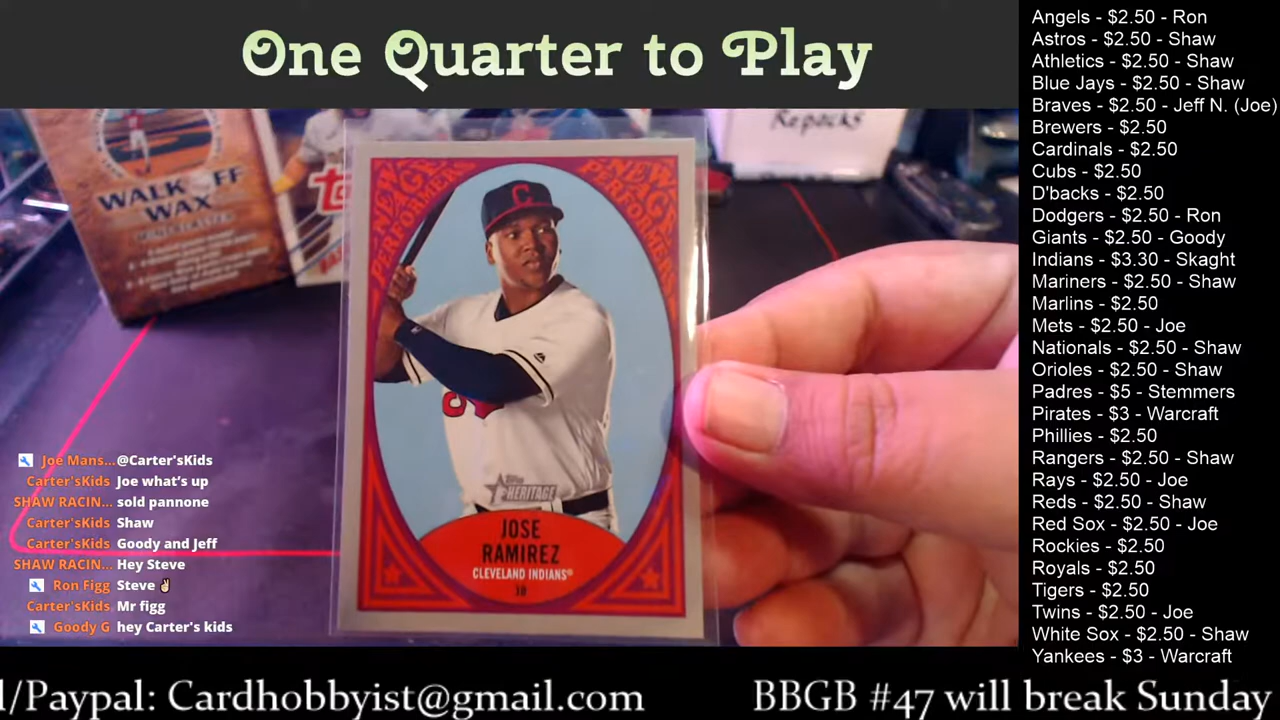 One Quarter to Play
WALK OFF
WAX
Repacks
NEW AGE
PERFORMERS
NEW AGE
PERFORMERS
C
Topps
HERITAGE
JOSE
RAMIREZ
CLEVELAND INDIANS®
3B
Joe Mans... @Carter'sKids
Carter'sKids Joe what's up
SHAW RACIN... sold pannone
Carter'sKids Shaw
Carter'sKids Goody and Jeff
SHAW RACIN... Hey Steve
Ron Figg Steve ✌🏼
Carter'sKids Mr figg
Goody G hey Carter's kids
l/Paypal: Cardhobbyist@gmail.com BBGB #47 will break Sunday
Angels - $2.50 - Ron
Astros - $2.50 - Shaw
Athletics - $2.50 - Shaw
Blue Jays - $2.50 - Shaw
Braves - $2.50 - Jeff N. (Joe)
Brewers - $2.50
Cardinals - $2.50
Cubs - $2.50
D'backs - $2.50
Dodgers - $2.50 - Ron
Giants - $2.50 - Goody
Indians - $3.30 - Skaght
Mariners - $2.50 - Shaw
Marlins - $2.50
Mets - $2.50 - Joe
Nationals - $2.50 - Shaw
Orioles - $2.50 - Shaw
Padres - $5 - Stemmers
Pirates - $3 - Warcraft
Phillies - $2.50
Rangers - $2.50 - Shaw
Rays - $2.50 - Joe
Reds - $2.50 - Shaw
Red Sox - $2.50 - Joe
Rockies - $2.50
Royals - $2.50
Tigers - $2.50
Twins - $2.50 - Joe
White Sox - $2.50 - Shaw
Yankees - $3 - Warcraft